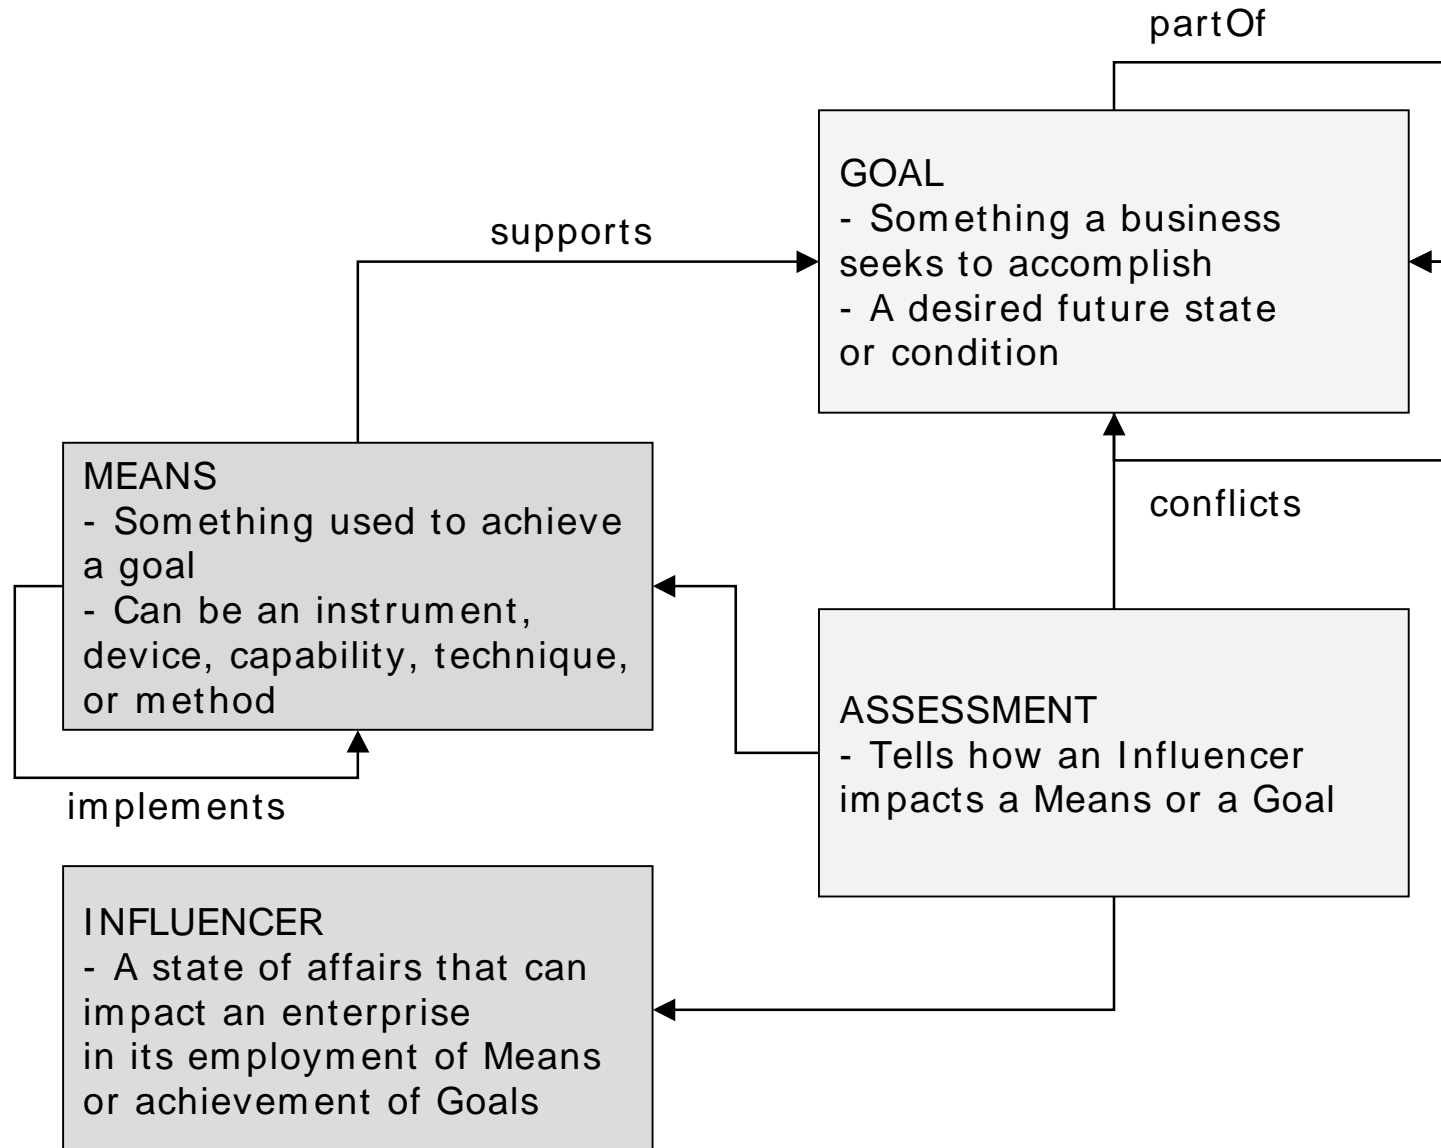 partOf
GOAL
- Something a business
seeks to accomplish
- A desired future state
or condition
supports
MEANS
- Something used to achieve
a goal
- Can be an instrument,
device, capability, technique,
or method
conflicts
ASSESSMENT
- Tells how an Influencer
impacts a Means or a Goal
implements
INFLUENCER
- A state of affairs that can
impact an enterprise
in its employment of Means
or achievement of Goals